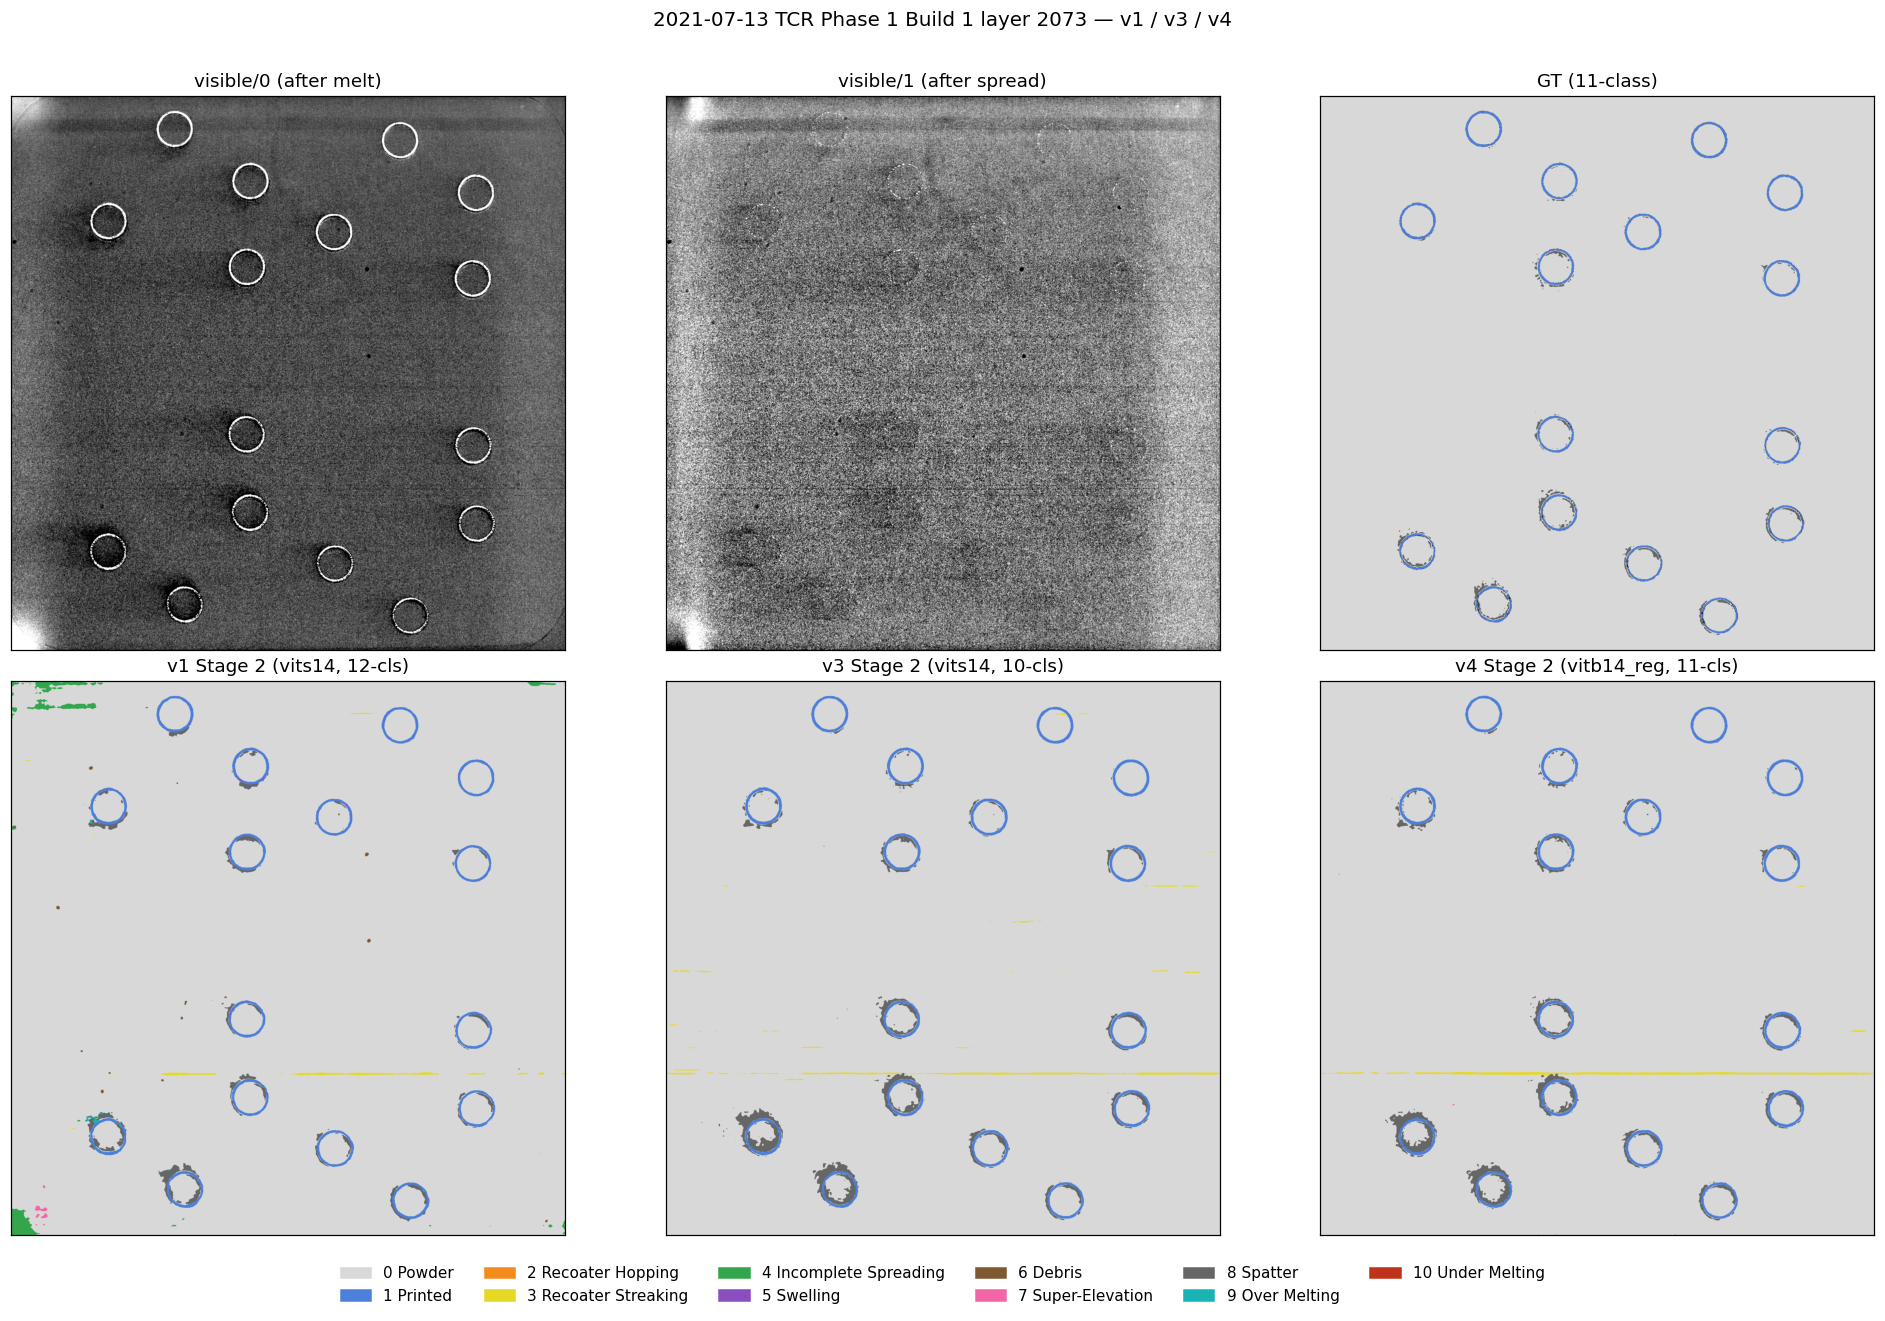 2021-07-13 TCR Phase 1 Build 1 layer 2073 — v1 / v3 / v4
visible/0 (after melt)
visible/1 (after spread)
GT (11-class)
v1 Stage 2 (vits14, 12-cls)
v3 Stage 2 (vits14, 10-cls)
v4 Stage 2 (vitb14_reg, 11-cls)
0 Powder
1 Printed
2 Recoater Hopping
3 Recoater Streaking
4 Incomplete Spreading
5 Swelling
6 Debris
7 Super-Elevation
8 Spatter
9 Over Melting
10 Under Melting